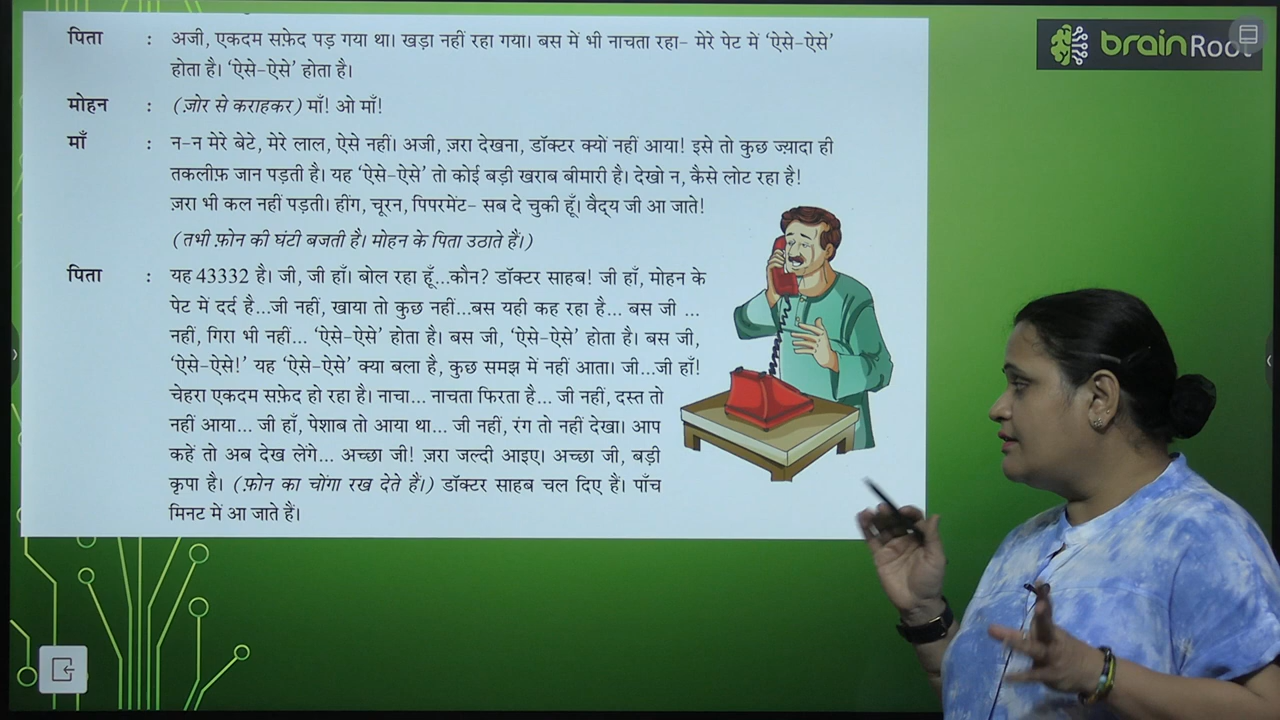 पिता : अजी, एकदम सफ़ेद पड़ गया था। खड़ा नहीं रहा गया। बस में भी नाचता रहा– मेरे पेट में ‘ऐसे-ऐसे’
होता है। ‘ऐसे-ऐसे’ होता है।
मोहन : (ज़ोर से कराहकर) माँ! ओ माँ!
माँ : न-न मेरे बेटे, मेरे लाल, ऐसे नहीं। अजी, ज़रा देखना, डॉक्टर क्यों नहीं आया! इसे तो कुछ ज्य़ादा ही
तकलीफ़ जान पड़ती है। यह ‘ऐसे-ऐसे’ तो कोई बड़ी खराब बीमारी है। देखो न, कैसे लोट रहा है!
ज़रा भी कल नहीं पड़ती। हींग, चूरन, पिपरमेंट– सब दे चुकी हूँ। वैद्य जी आ जाते!
(तभी फ़ोन की घंटी बजती है। मोहन के पिता उठाते हैं।)
पिता : यह 43332 है। जी, जी हाँ। बोल रहा हूँ...कौन? डॉक्टर साहब! जी हाँ, मोहन के
पेट में दर्द है...जी नहीं, खाया तो कुछ नहीं...बस यही कह रहा है... बस जी ...
नहीं, गिरा भी नहीं... ‘ऐसे-ऐसे’ होता है। बस जी, ‘ऐसे-ऐसे’ होता है। बस जी,
‘ऐसे-ऐसे!’ यह ‘ऐसे-ऐसे’ क्या बला है, कुछ समझ में नहीं आता। जी...जी हाँ!
चेहरा एकदम सफ़ेद हो रहा है। नाचा... नाचता फिरता है... जी नहीं, दस्त तो
नहीं आया... जी हाँ, पेशाब तो आया था... जी नहीं, रंग तो नहीं देखा। आप
कहें तो अब देख लेंगे... अच्छा जी! ज़रा जल्दी आइए। अच्छा जी, बड़ी
कृपा है। (फ़ोन का चोंगा रख देते हैं।) डॉक्टर साहब चल दिए हैं। पाँच
मिनट में आ जाते हैं।
brainRoot